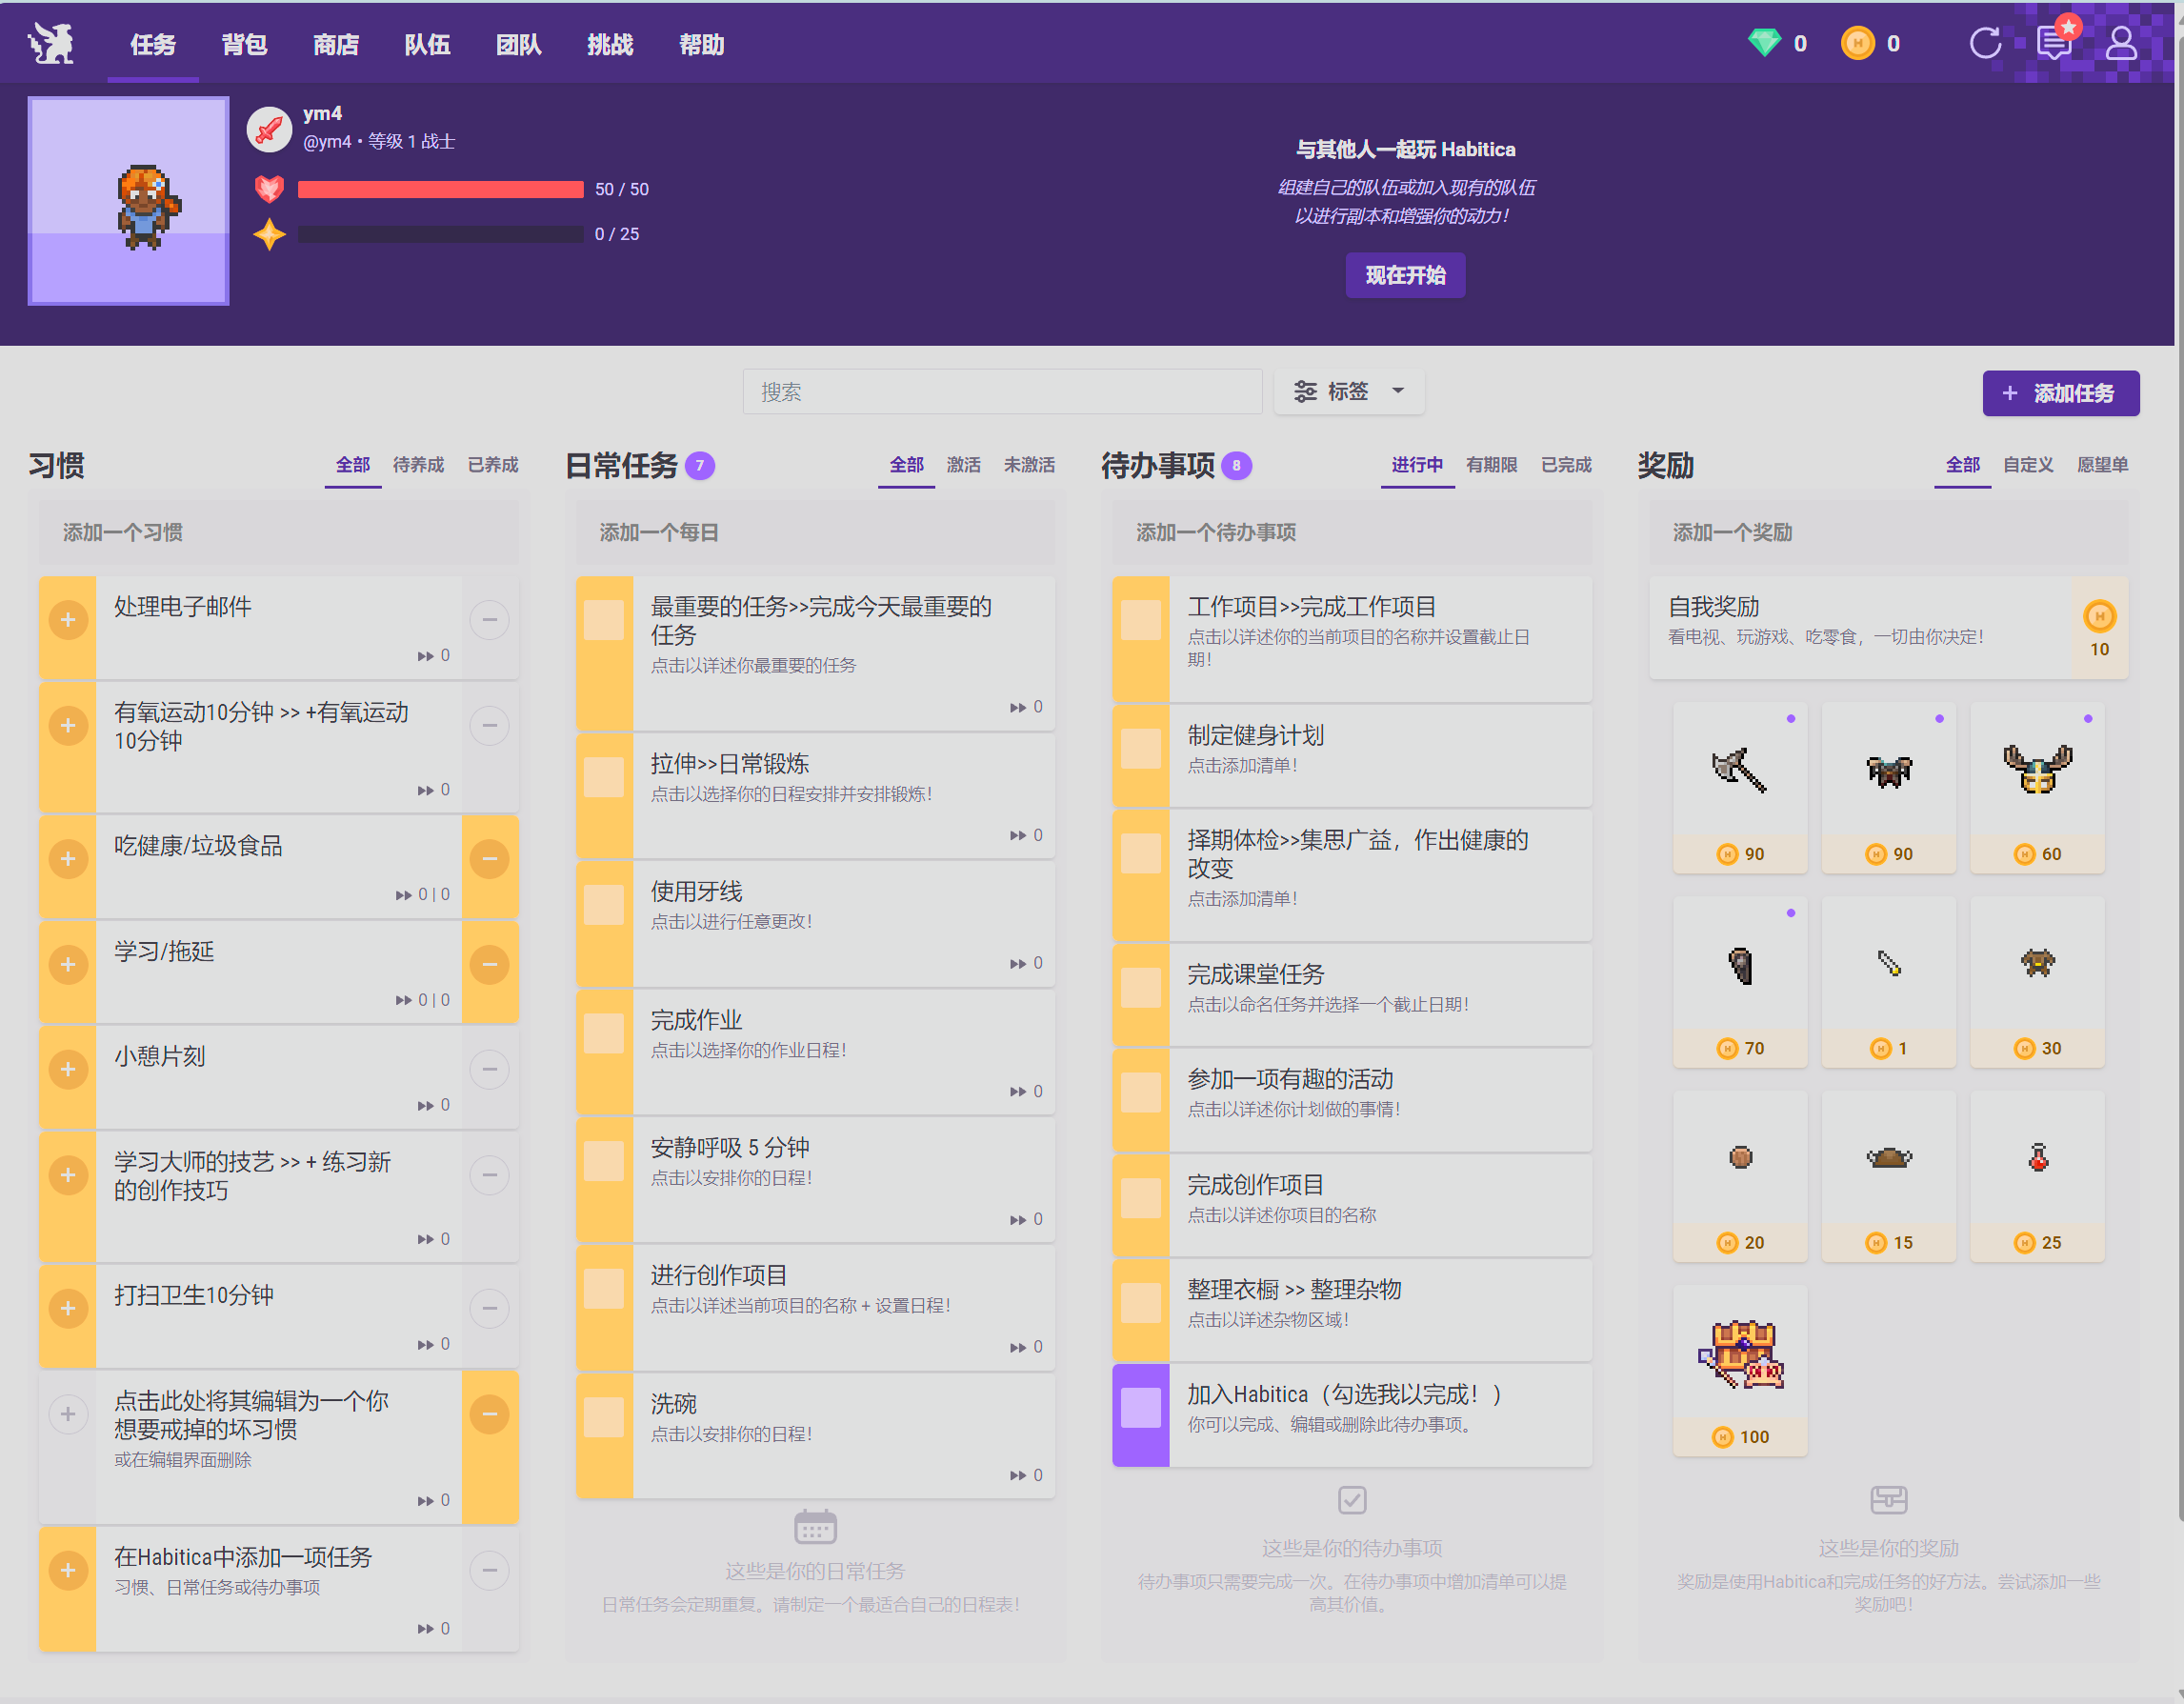 任务 背包 商店 队伍 团队 挑战 帮助 0 0
ym4
@ym4 • 等级 1 战士
50 / 50
0 / 25
与其他人一起玩 Habitica
组建自己的队伍或加入现有的队伍
以进行副本和增强你的动力！
现在开始
搜索 标签 添加任务
习惯 全部 待养成 已养成
添加一个习惯
处理电子邮件
0
有氧运动10分钟 >> +有氧运动
10分钟
0
吃健康/垃圾食品
0 | 0
学习/拖延
0 | 0
小憩片刻
0
学习大师的技艺 >> + 练习新
的创作技巧
0
打扫卫生10分钟
0
点击此处将其编辑为一个你
想要戒掉的坏习惯
或在编辑界面删除
0
在Habitica中添加一项任务
习惯、日常任务或待办事项
0
日常任务 7 全部 激活 未激活
添加一个每日
最重要的任务>>完成今天最重要的
任务
点击以详述你最重要的任务
0
拉伸>>日常锻炼
点击以选择你的日程安排并安排锻炼！
0
使用牙线
点击以进行任意更改！
0
完成作业
点击以选择你的作业日程！
0
安静呼吸 5 分钟
点击以安排你的日程！
0
进行创作项目
点击以详述当前项目的名称 + 设置日程！
0
洗碗
点击以安排你的日程！
0
这些是你的日常任务
日常任务会定期重复。请制定一个最适合自己的日程表！
待办事项 8 进行中 有期限 已完成
添加一个待办事项
工作项目>>完成工作项目
点击以详述你的当前项目的名称并设置截止日
期！
制定健身计划
点击添加清单！
择期体检>>集思广益，作出健康的
改变
点击添加清单！
完成课堂任务
点击以命名任务并选择一个截止日期！
参加一项有趣的活动
点击以详述你计划做的事情！
完成创作项目
点击以详述你项目的名称
整理衣橱 >> 整理杂物
点击以详述杂物区域！
加入Habitica（勾选我以完成！）
你可以完成、编辑或删除此待办事项。
这些是你的待办事项
待办事项只需要完成一次。在待办事项中增加清单可以提
高其价值。
奖励 全部 自定义 愿望单
添加一个奖励
自我奖励
看电视、玩游戏、吃零食，一切由你决定！
10
90 90 60
70 1 30
20 15 25
100
这些是你的奖励
奖励是使用Habitica和完成任务的好方法。尝试添加一些
奖励吧！